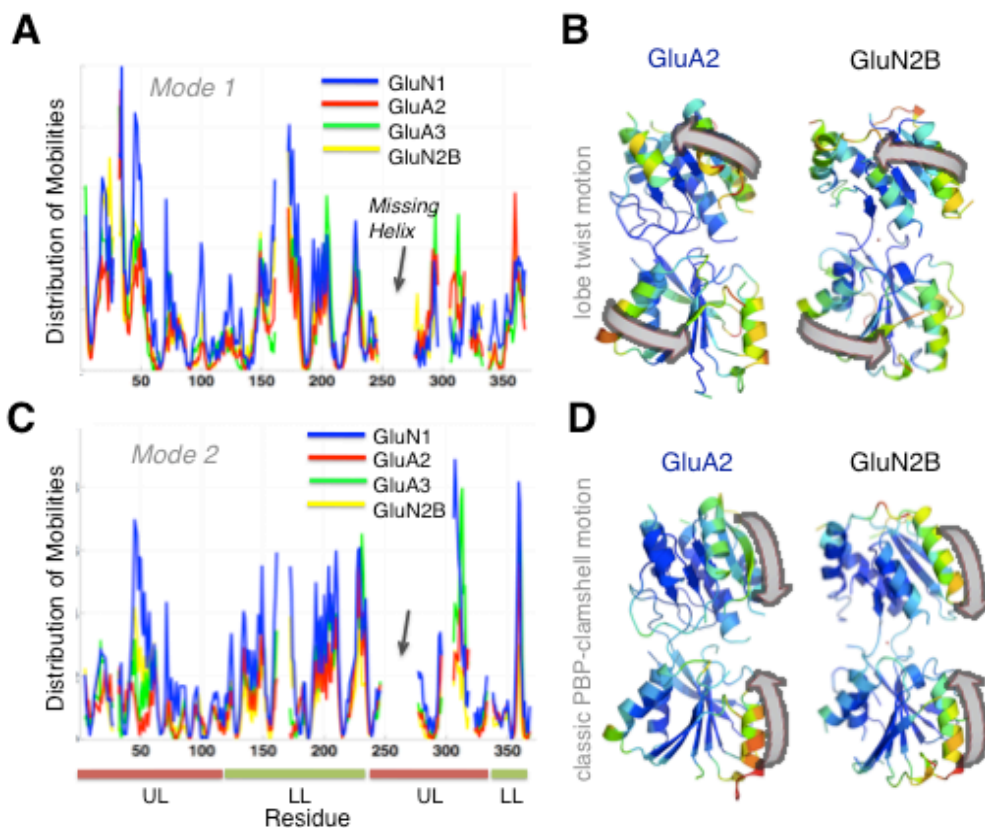 A
Distribution of Mobilities
Mode 1
GluN1
GluA2
GluA3
GluN2B
Missing
Helix
50 100 150 200 250 300 350
B
GluA2 GluN2B
lobe twist motion
C
Distribution of Mobilities
Mode 2
GluN1
GluA2
GluA3
GluN2B
50 100 150 200 250 300 350
UL LL UL LL
Residue
D
GluA2 GluN2B
classic PBP-clamshell motion